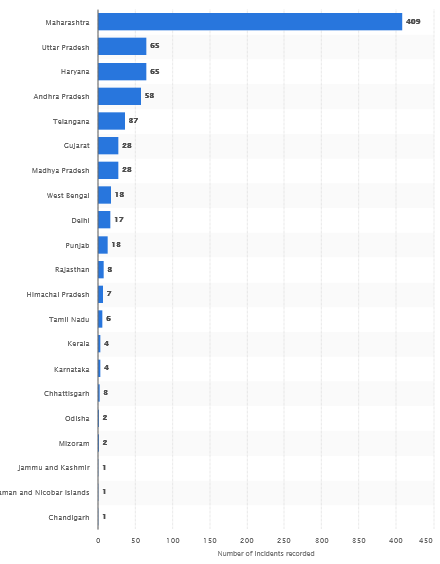 Maharashtra 409
Uttar Pradesh 65
Haryana 65
Andhra Pradesh 58
Telangana 37
Gujarat 28
Madhya Pradesh 28
West Bengal 18
Delhi 17
Punjab 13
Rajasthan 8
Himachal Pradesh 7
Tamil Nadu 6
Kerala 4
Karnataka 4
Chhattisgarh 3
Odisha 2
Mizoram 2
Jammu and Kashmir 1
and Nicobar Islands 1
Chandigarh 1
0 50 100 150 200 250 300 350 400 450
Number of incidents recorded